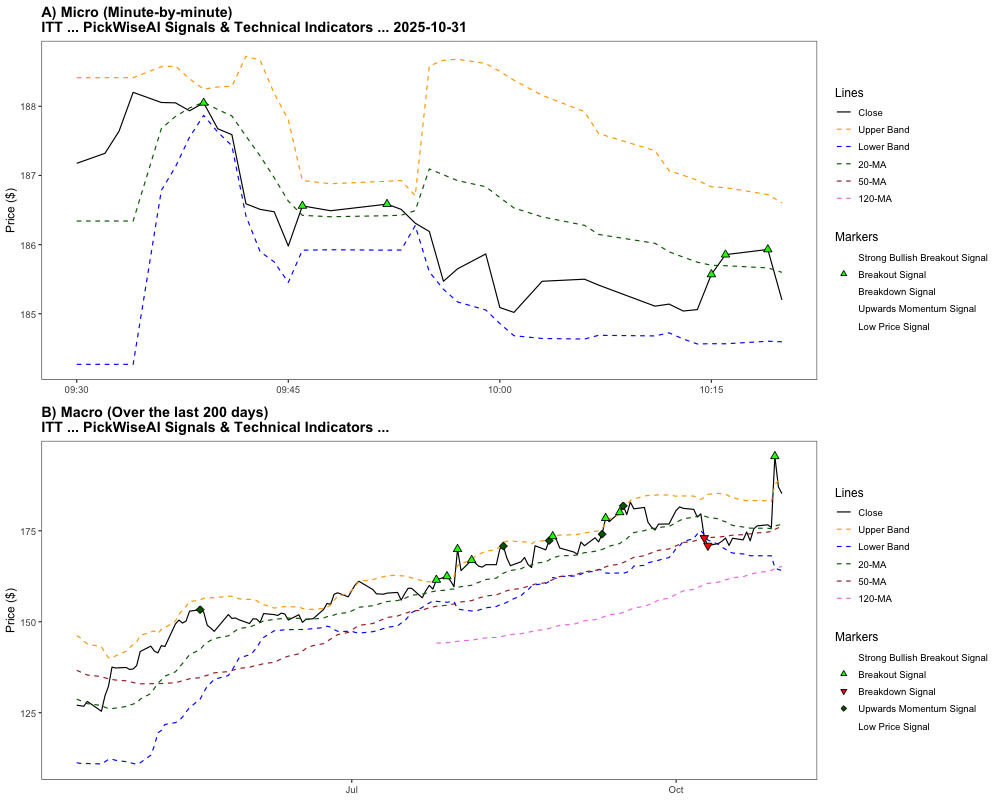 A) Micro (Minute-by-minute)
ITT ... PickWiseAI Signals & Technical Indicators ... 2025-10-31
Price ($)
188
187
186
185
09:30
09:45
10:00
10:15
Lines
Close
Upper Band
Lower Band
20-MA
50-MA
120-MA
Markers
Strong Bullish Breakout Signal
Breakout Signal
Breakdown Signal
Upwards Momentum Signal
Low Price Signal
B) Macro (Over the last 200 days)
ITT ... PickWiseAI Signals & Technical Indicators ...
Price ($)
175
150
125
Jul
Oct
Lines
Close
Upper Band
Lower Band
20-MA
50-MA
120-MA
Markers
Strong Bullish Breakout Signal
Breakout Signal
Breakdown Signal
Upwards Momentum Signal
Low Price Signal